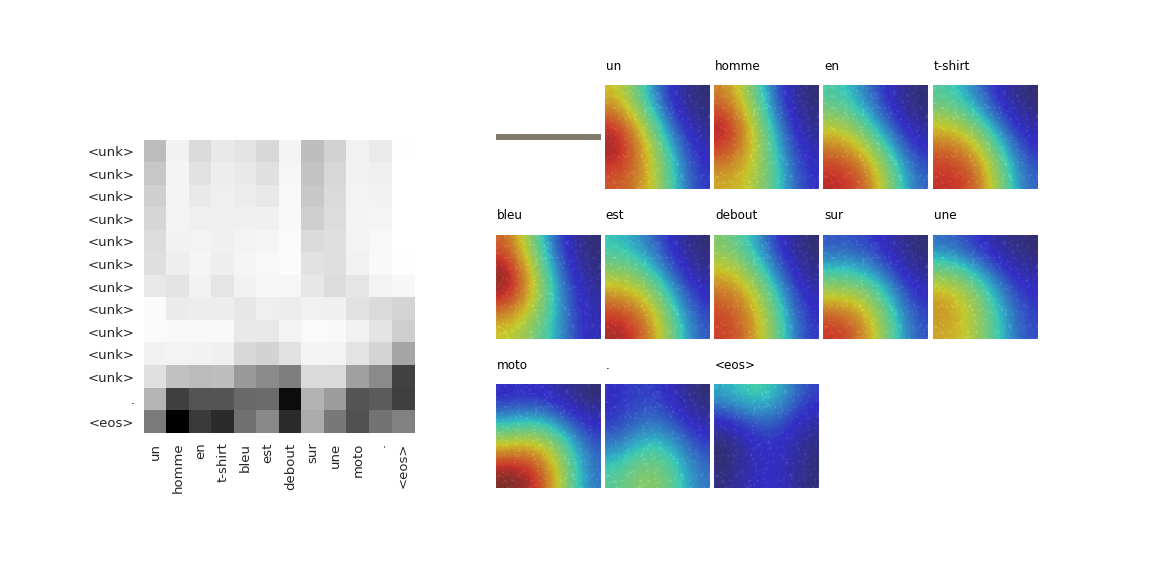 un homme en t-shirt
<unk>
<unk>
<unk>
<unk>
<unk>
<unk>
<unk>
<unk>
<unk>
<unk>
<unk>
.
<eos>
un homme en t-shirt bleu est debout sur une moto . <eos>
bleu est debout sur une
moto . <eos>